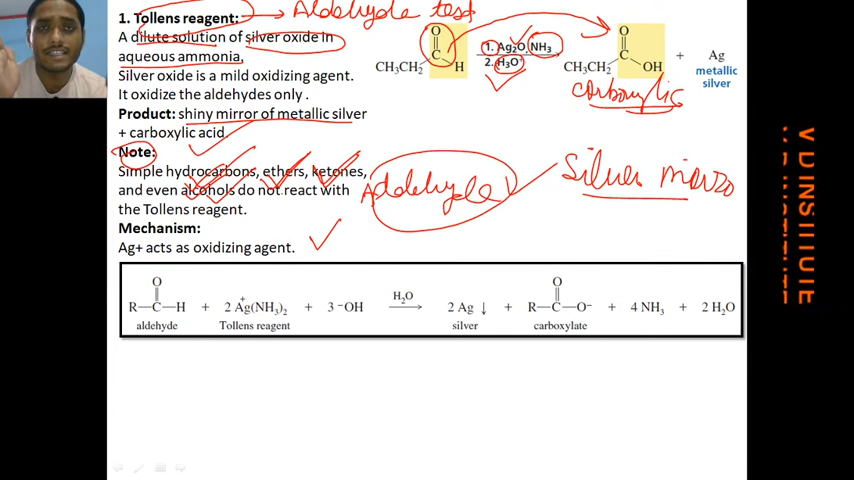 1. Tollens reagent: Aldehyde test
A dilute solution of silver oxide in
aqueous ammonia,
Silver oxide is a mild oxidizing agent.
It oxidize the aldehydes only .
Product: shiny mirror of metallic silver
+ carboxylic acid.
Note:
Simple hydrocarbons, ethers, ketones,
and even alcohols do not react with
the Tollens reagent.
Mechanism:
Ag+ acts as oxidizing agent.
O
CH₃CH₂ C H
1. Ag₂O, NH₃
2. H₃O⁺
O
CH₃CH₂ C OH
+ Ag
metallic
silver
carboxylic
Aldehyde
Silver mirro
O O
R—C—H + 2 Ag(NH₃)₂⁺ + 3 ⁻OH H₂O → 2 Ag ↓ + R—C—O⁻ + 4 NH₃ + 2 H₂O
aldehyde Tollens reagent silver carboxylate
V D INSTITUTE